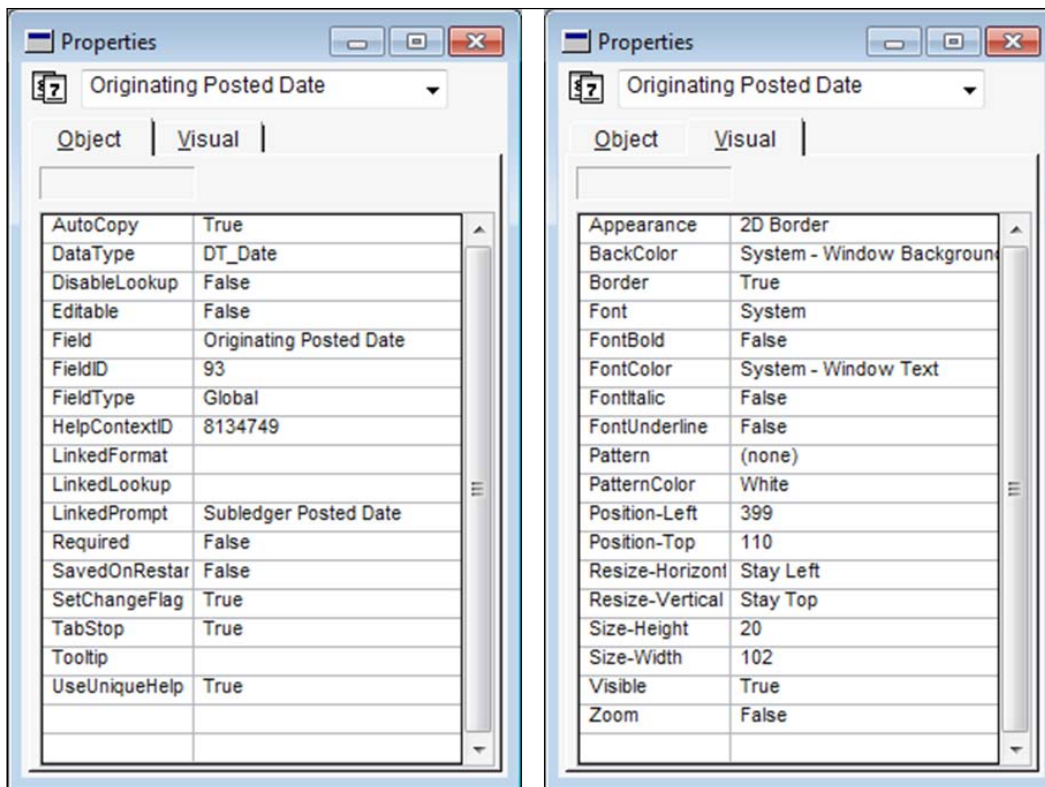 Properties
Originating Posted Date
Object Visual
AutoCopy True
DataType DT_Date
DisableLookup False
Editable False
Field Originating Posted Date
FieldID 93
FieldType Global
HelpContextID 8134749
LinkedFormat
LinkedLookup
LinkedPrompt Subledger Posted Date
Required False
SavedOnRestar False
SetChangeFlag True
TabStop True
Tooltip
UseUniqueHelp True
Properties
Originating Posted Date
Object Visual
Appearance 2D Border
BackColor System - Window Background
Border True
Font System
FontBold False
FontColor System - Window Text
FontItalic False
FontUnderline False
Pattern (none)
PatternColor White
Position-Left 399
Position-Top 110
Resize-Horizont Stay Left
Resize-Vertical Stay Top
Size-Height 20
Size-Width 102
Visible True
Zoom False